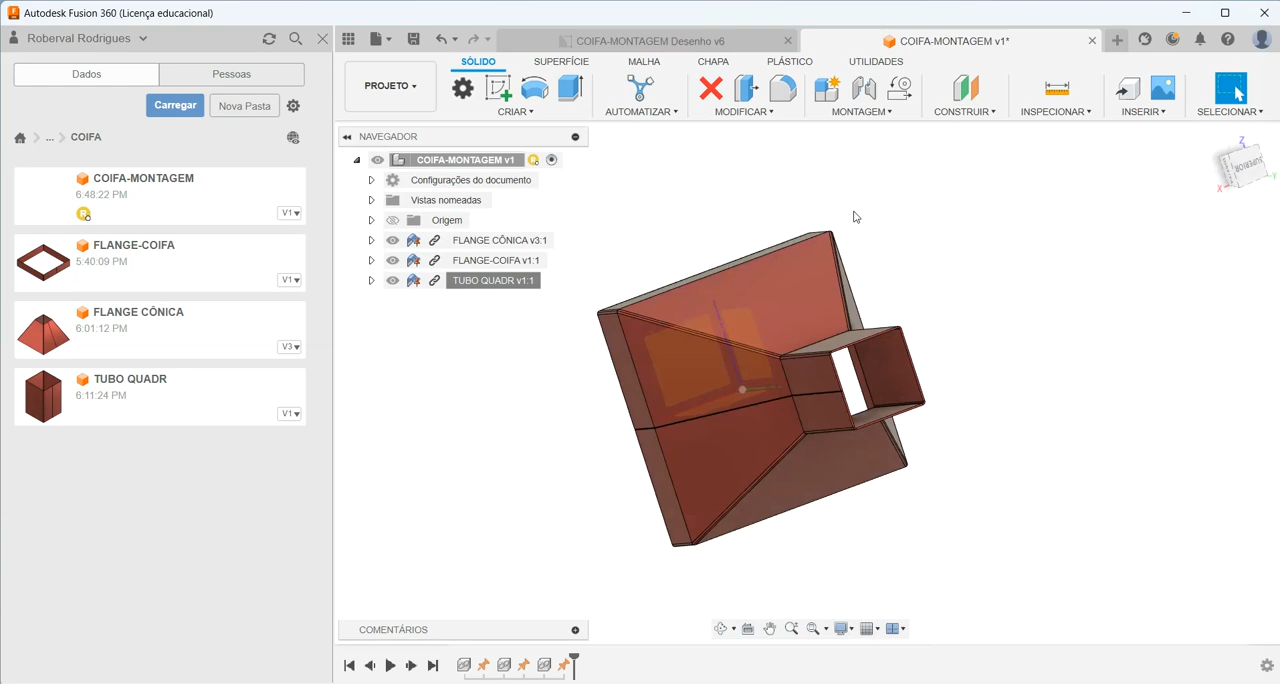 Autodesk Fusion 360 (Licença educacional)
Roberval Rodrigues
COIFA-MONTAGEM Desenho v6
COIFA-MONTAGEM v1*
Dados
Pessoas
Carregar
Nova Pasta
... COIFA
COIFA-MONTAGEM
6:48:22 PM
V1
FLANGE-COIFA
5:40:09 PM
V1
FLANGE CÔNICA
6:01:12 PM
V3
TUBO QUADR
6:11:24 PM
V1
SÓLIDO
SUPERFÍCIE
MALHA
CHAPA
PLÁSTICO
UTILIDADES
PROJETO
CRIAR
AUTOMATIZAR
MODIFICAR
MONTAGEM
CONSTRUIR
INSPECIONAR
INSERIR
SELECIONAR
NAVEGADOR
COIFA-MONTAGEM v1
Configurações do documento
Vistas nomeadas
Origem
FLANGE CÔNICA v3:1
FLANGE-COIFA v1:1
TUBO QUADR v1:1
Z
SUPERIOR
Y
X
COMENTÁRIOS